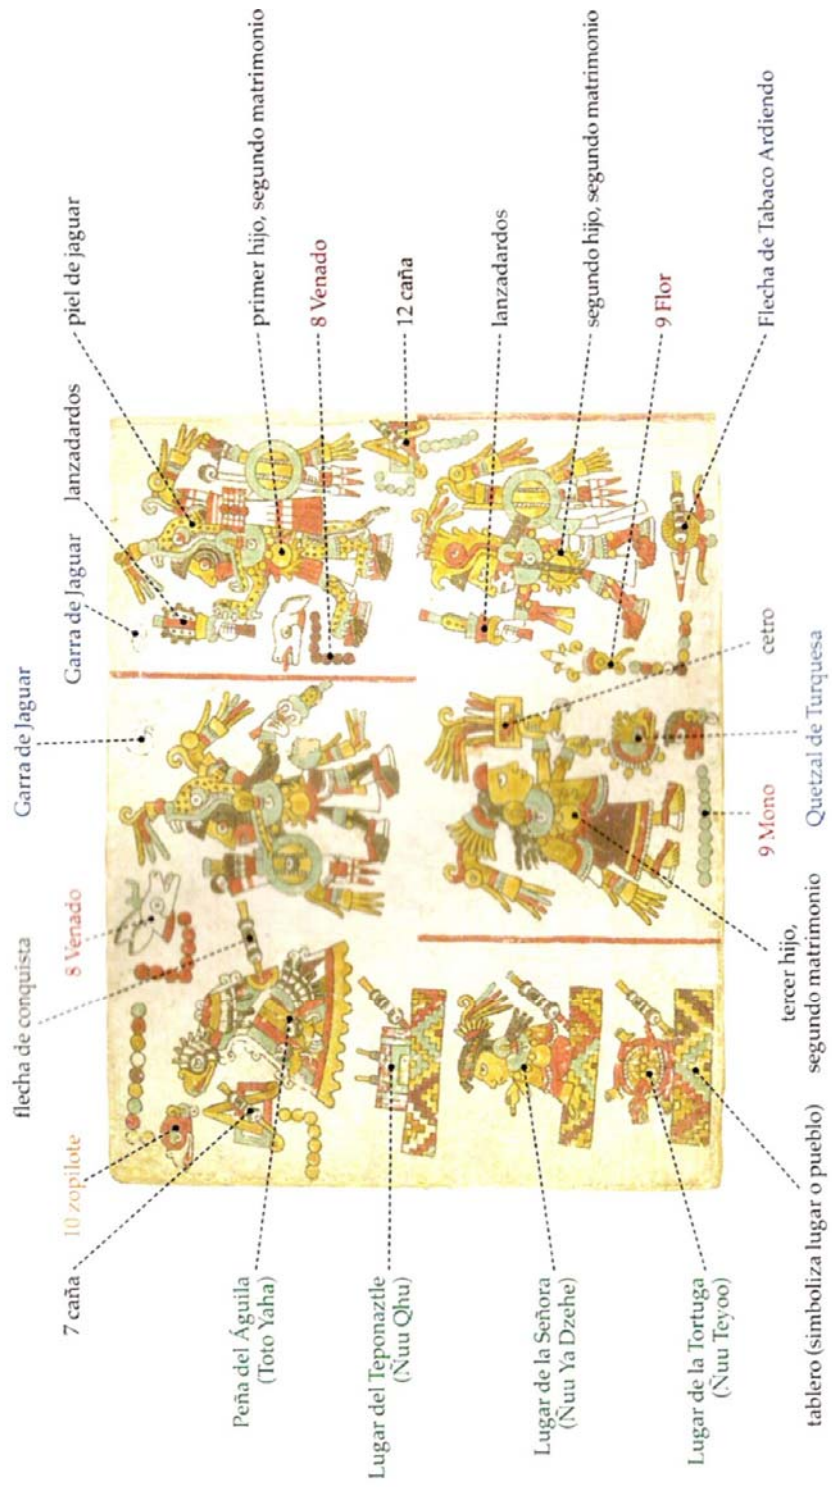 flecha de conquista
Garra de Jaguar
7 caña
10 zopilote
8 Venado
Garra de Jaguar
lanzadardos
piel de jaguar
Peña del Águila
(Toto Yaha)
primer hijo, segundo matrimonio
8 Venado
Lugar del Teponaztle
(Ñuu Qhu)
12 caña
lanzadardos
Lugar de la Señora
(Ñuu Ya Dzehe)
segundo hijo, segundo matrimonio
9 Flor
Lugar de la Tortuga
(Ñuu Teyoo)
tercer hijo,
segundo matrimonio
9 Mono
cetro
Flecha de Tabaco Ardiendo
tablero (simboliza lugar o pueblo)
Quetzal de Turquesa